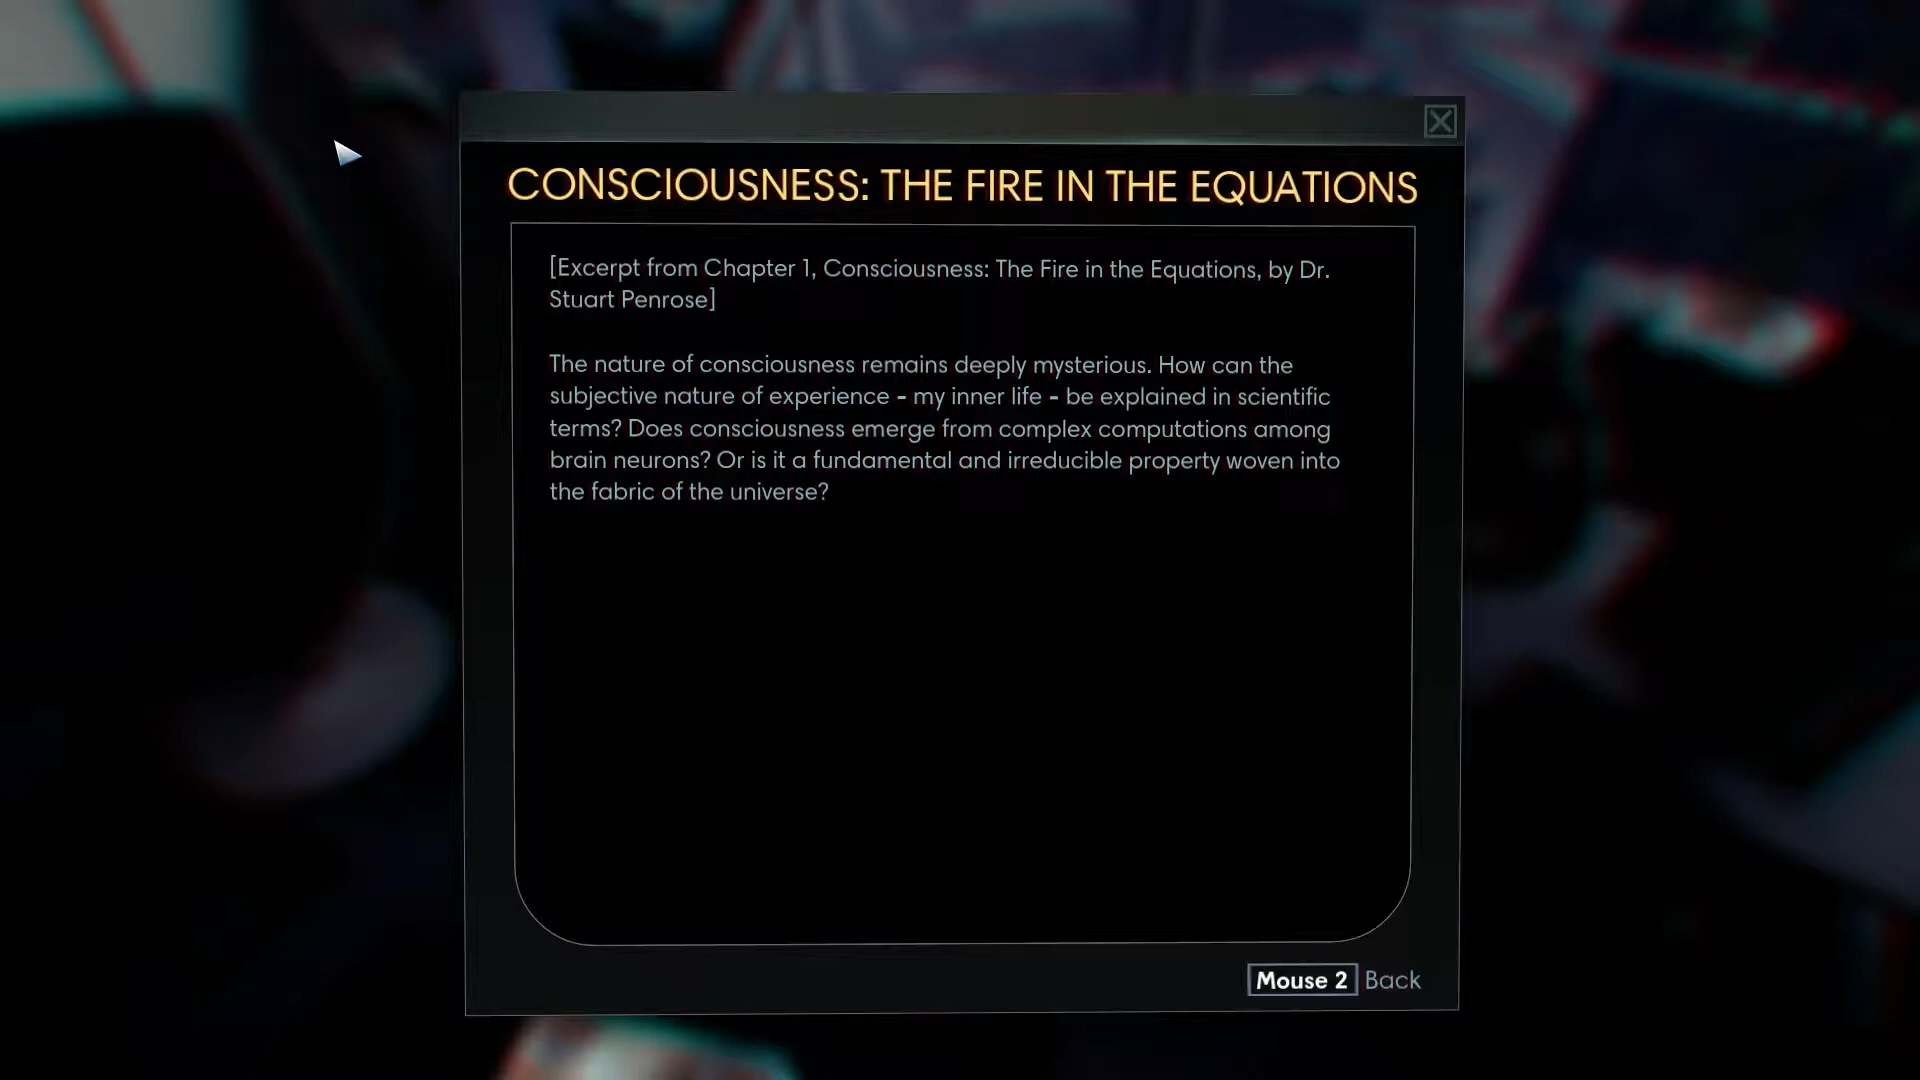 CONSCIOUSNESS: THE FIRE IN THE EQUATIONS
[Excerpt from Chapter 1, Consciousness: The Fire in the Equations, by Dr.
Stuart Penrose]
The nature of consciousness remains deeply mysterious. How can the
subjective nature of experience - my inner life - be explained in scientific
terms? Does consciousness emerge from complex computations among
brain neurons? Or is it a fundamental and irreducible property woven into
the fabric of the universe?
Mouse 2 Back